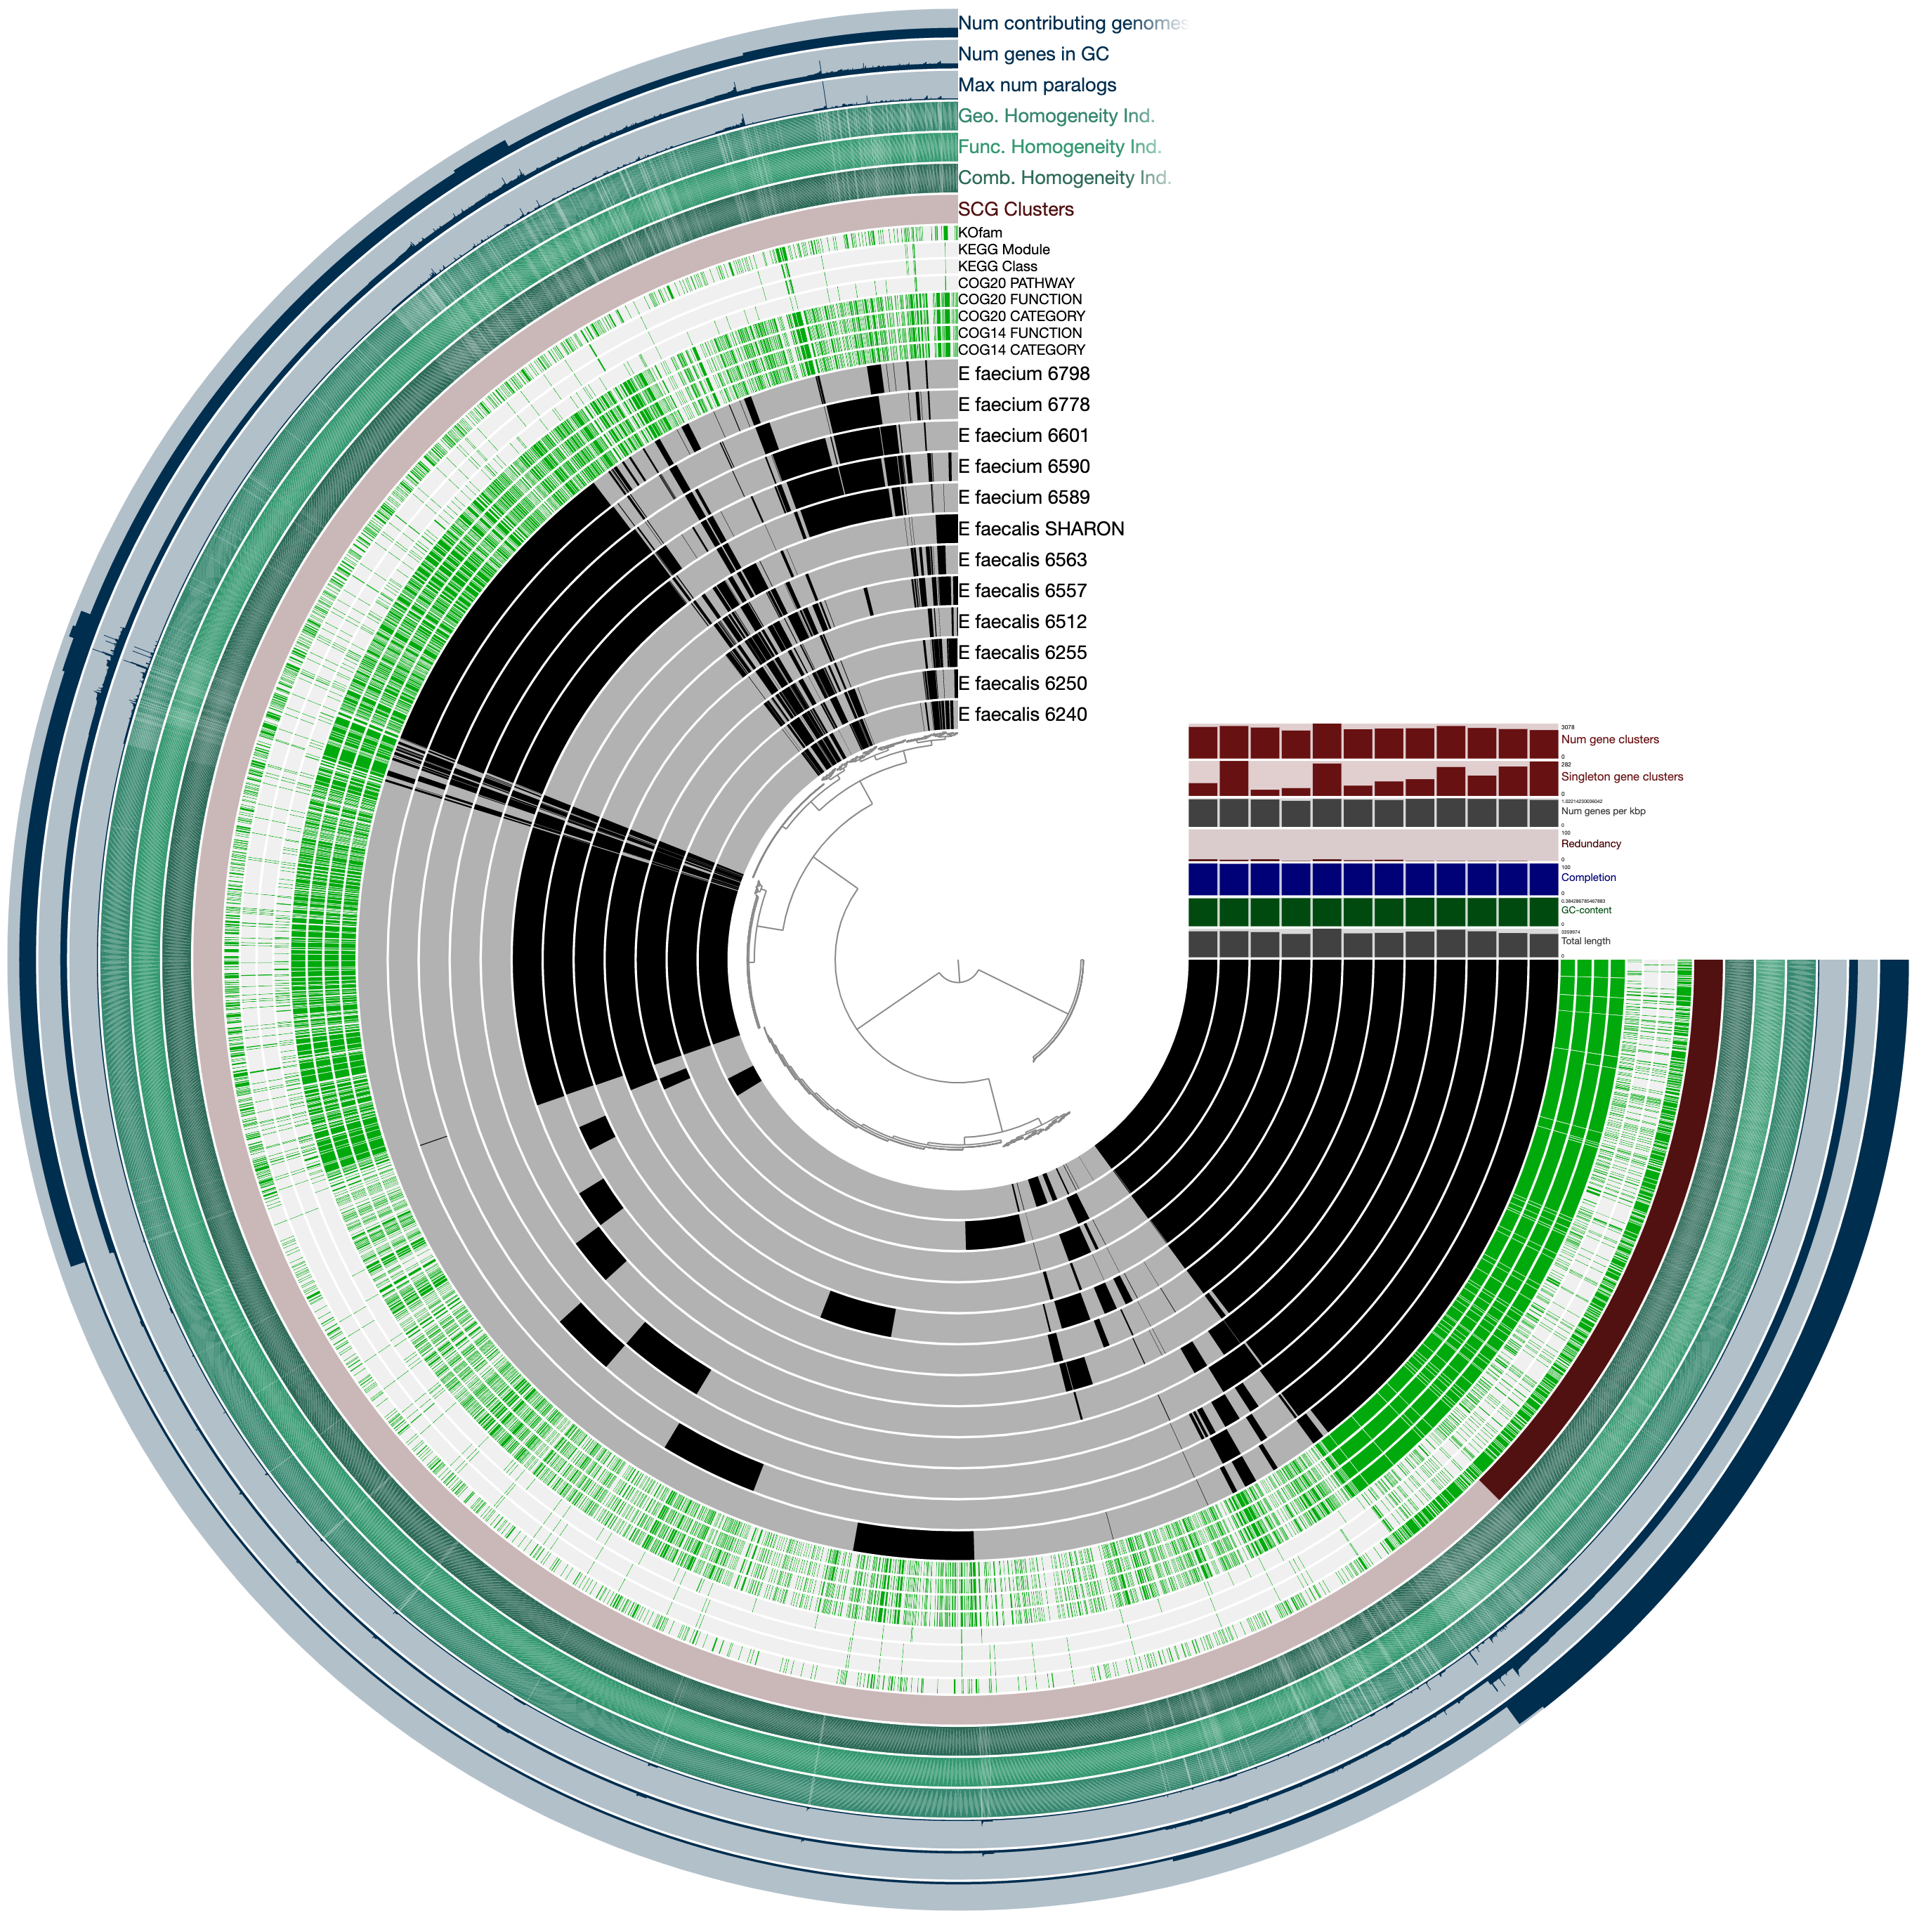 Num contributing genomes
Num genes in GC
Max num paralogs
Geo. Homogeneity Ind.
Func. Homogeneity Ind.
Comb. Homogeneity Ind.
SCG Clusters
KOfam
KEGG Module
KEGG Class
COG20 PATHWAY
COG20 FUNCTION
COG20 CATEGORY
COG14 FUNCTION
COG14 CATEGORY
E faecium 6798
E faecium 6778
E faecium 6601
E faecium 6590
E faecium 6589
E faecalis SHARON
E faecalis 6563
E faecalis 6557
E faecalis 6512
E faecalis 6255
E faecalis 6250
E faecalis 6240
3078
Num gene clusters
0
282
Singleton gene clusters
0
Num genes per kbp
0
100
Redundancy
0
100
Completion
0
GC-content
0
Total length
0